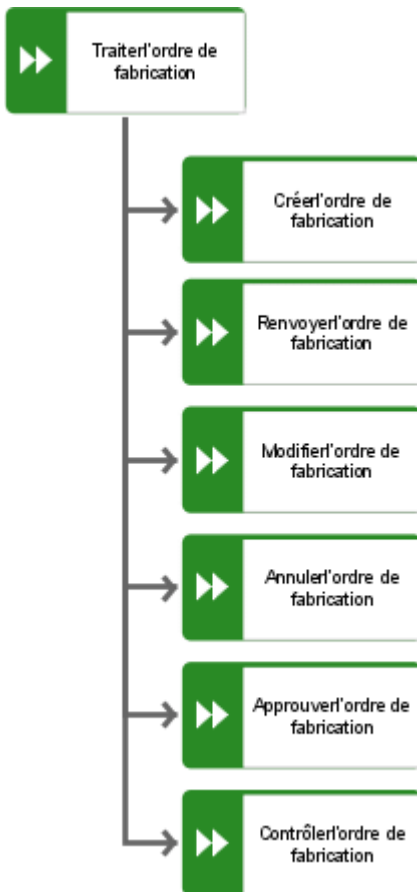 Traiterl'ordre de
fabrication
Créerl'ordre de
fabrication
Renvoyerl'ordre de
fabrication
Modifierl'ordre de
fabrication
Annulerl'ordre de
fabrication
Approuverl'ordre de
fabrication
Contrôlerl'ordre de
fabrication